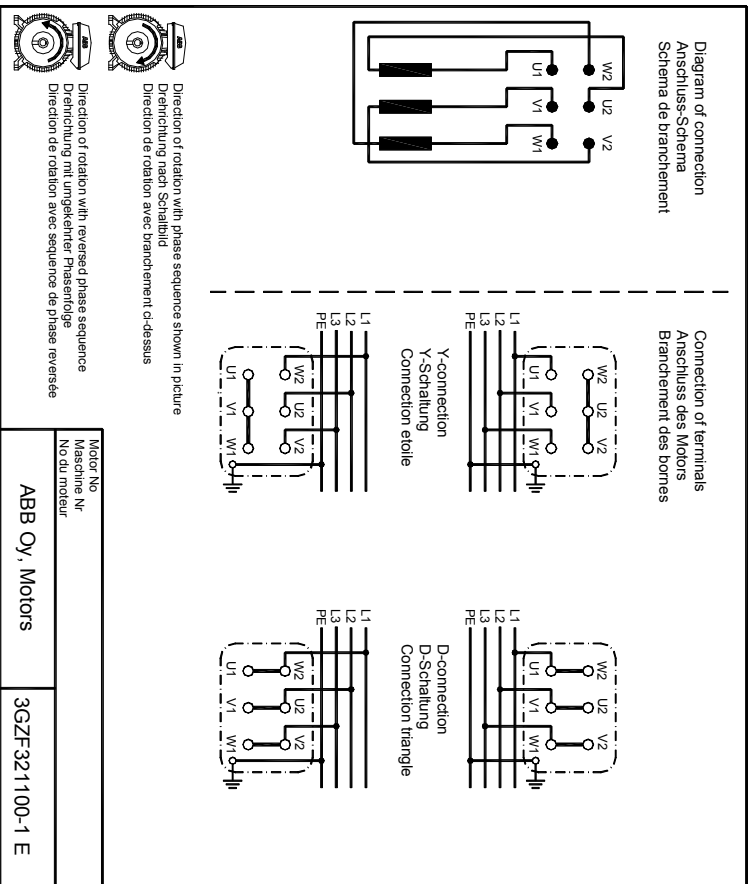 Diagram of connection
Anschluss-Schema
Schema de branchement
W2 U2 V2
U1 V1 W1
Connection of terminals
Anschluss des Motors
Branchement des bornes
W2 U2 V2
U1 V1 W1
L1
L2
L3
PE
W2 U2 V2
U1 V1 W1
L1
L2
L3
PE
Y-connection
Y-Schaltung
Connection etoile
D-connection
D-Schaltung
Connection triangle
L1
L2
L3
PE
W2 U2 V2
U1 V1 W1
L1
L2
L3
PE
W2 U2 V2
U1 V1 W1
ABB
Direction of rotation with phase sequence shown in picture
Drehrichtung nach Schaltbild
Direction de rotation avec branchement ci-dessus
ABB
Direction of rotation with reversed phase sequence
Drehrichtung mit umgekehrter Phasenfolge
Direction de rotation avec sequence de phase reversée
Motor No
Maschine Nr
No du moteur
ABB Oy, Motors
3GZF321100-1 E